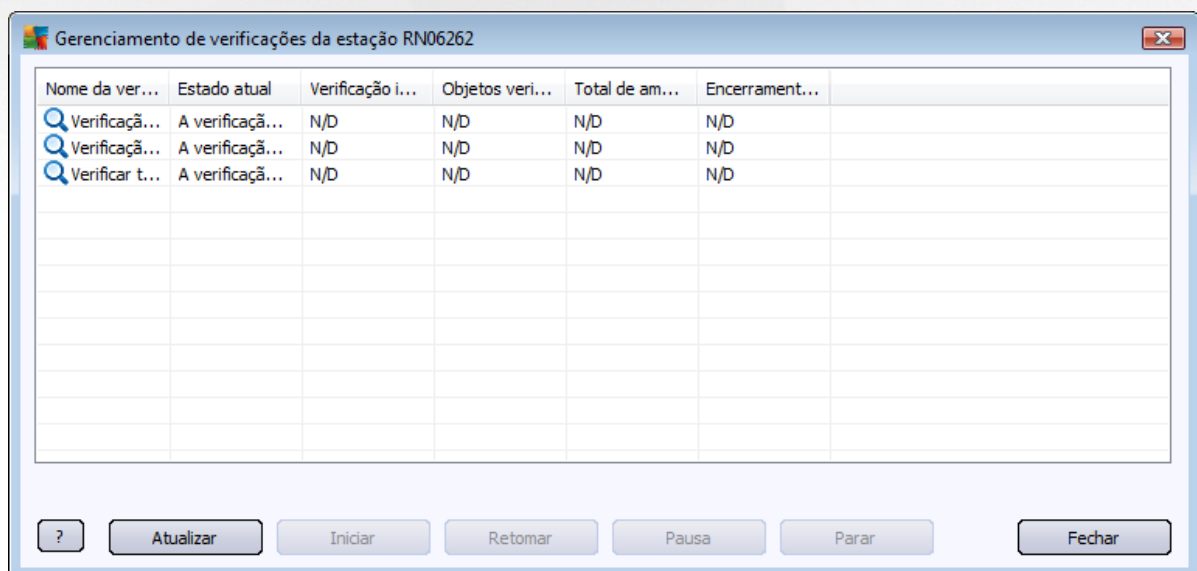 Gerenciamento de verificações da estação RN06262
Nome da ver... Estado atual Verificação i... Objetos veri... Total de am... Encerrament...
Verificaçã... A verificaçã... N/D N/D N/D N/D
Verificaçã... A verificaçã... N/D N/D N/D N/D
Verificar t... A verificaçã... N/D N/D N/D N/D
? Atualizar Iniciar Retomar Pausa Parar Fechar